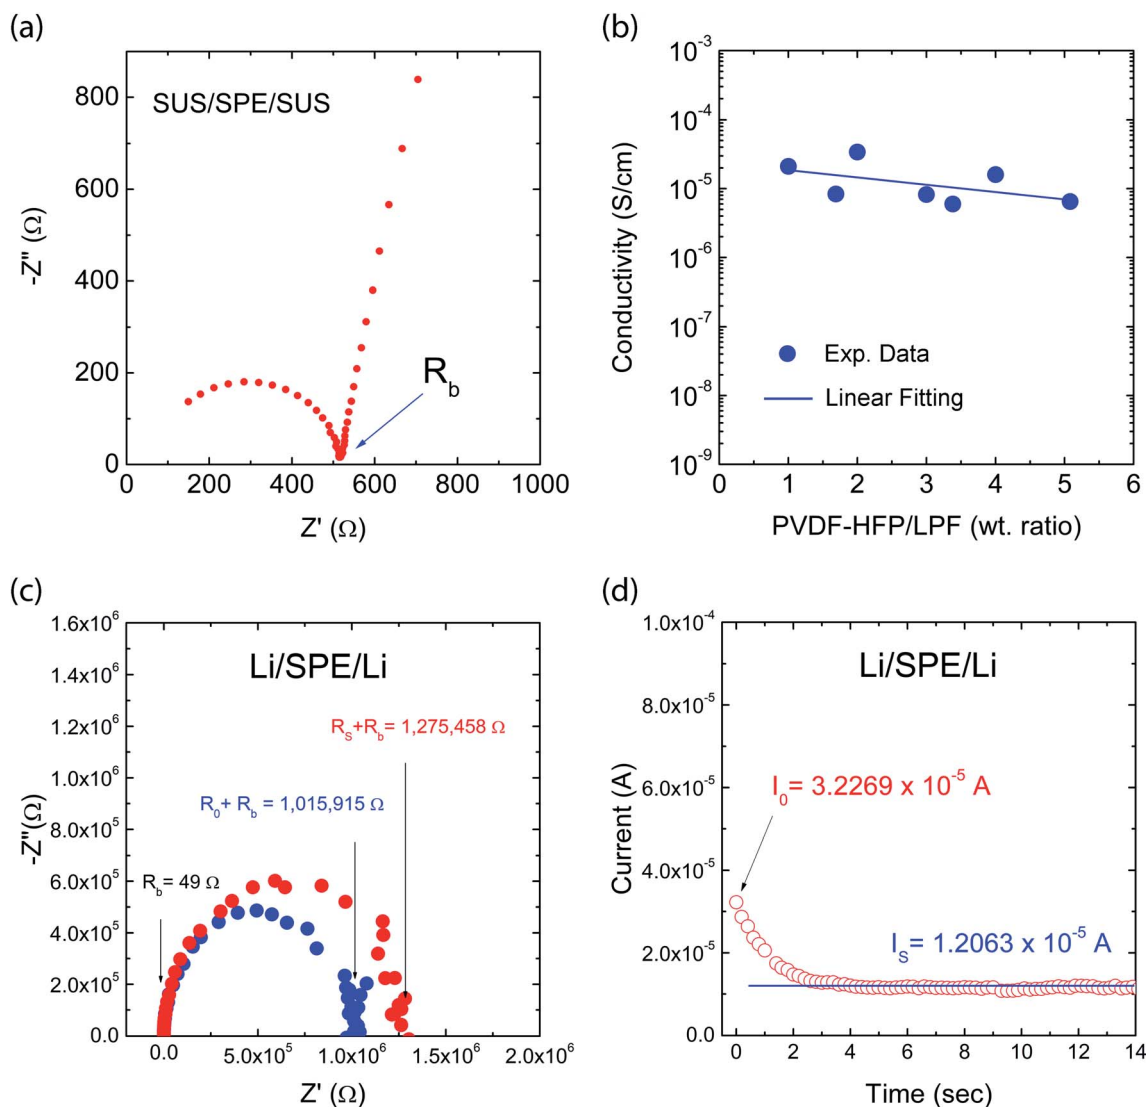 (a)
800
600
400
200
0
-Z" (Ω)
SUS/SPE/SUS
R_b
0 200 400 600 800 1000
Z' (Ω)
(b)
10^-3
10^-4
10^-5
10^-6
10^-7
10^-8
10^-9
Conductivity (S/cm)
Exp. Data
Linear Fitting
0 1 2 3 4 5 6
PVDF-HFP/LPF (wt. ratio)
(c)
1.6x10^6
1.4x10^6
1.2x10^6
1.0x10^6
8.0x10^5
6.0x10^5
4.0x10^5
2.0x10^5
0.0
-Z"(Ω)
Li/SPE/Li
R_S+R_b= 1,275,458 Ω
R_0+ R_b = 1,015,915 Ω
R_b= 49 Ω
0.0 5.0x10^5 1.0x10^6 1.5x10^6 2.0x10^6
Z' (Ω)
(d)
1.0x10^-4
8.0x10^-5
6.0x10^-5
4.0x10^-5
2.0x10^-5
0.0
Current (A)
Li/SPE/Li
I_0= 3.2269 x 10^-5 A
I_S= 1.2063 x 10^-5 A
0 2 4 6 8 10 12 14
Time (sec)